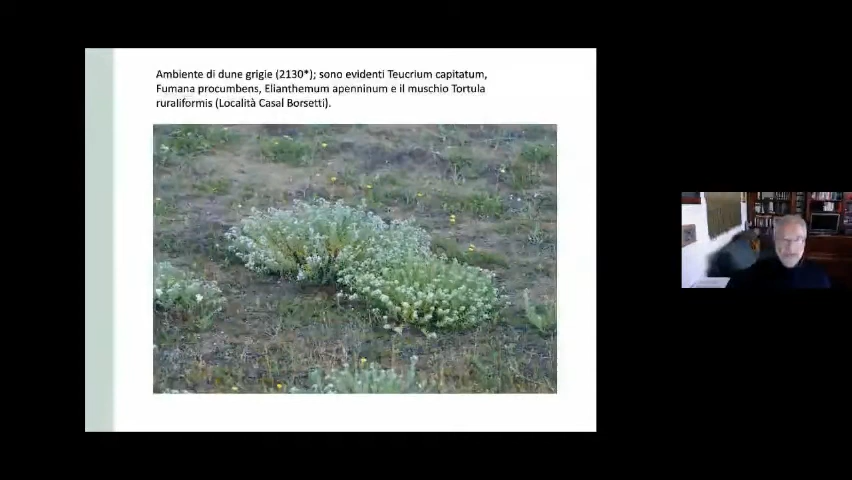 Ambiente di dune grigie (2130*); sono evidenti Teucrium capitatum,
Fumana procumbens, Elianthemum apenninum e il muschio Tortula
ruraliformis (Località Casal Borsetti).